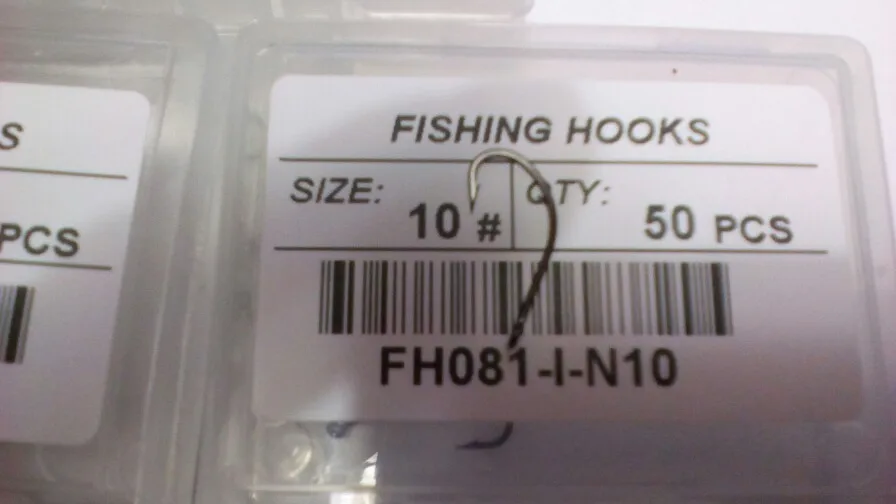 FISHING HOOKS
SIZE: QTY:
10 # 50 PCS
FH081-I-N10
S
PCS